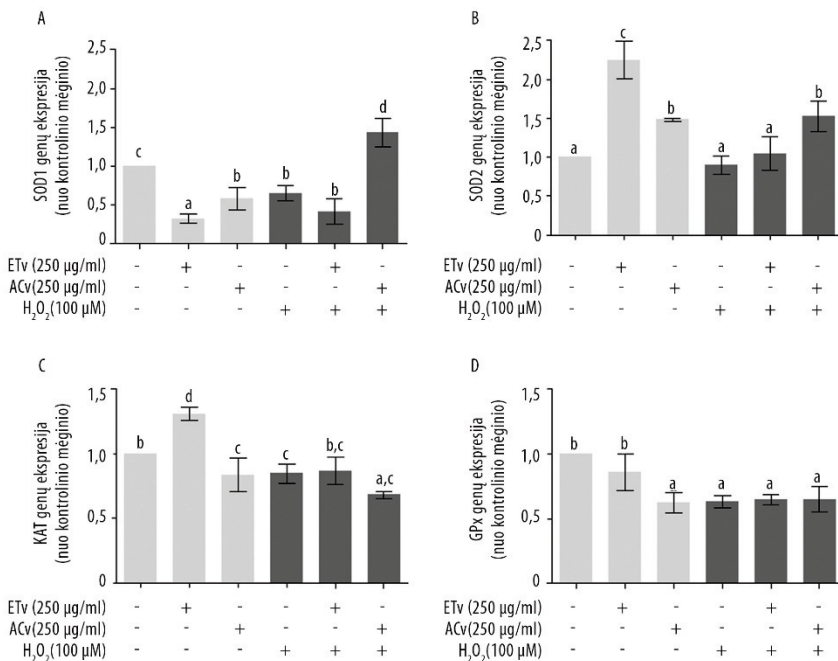 A
SOD1 genų ekspresija
(nuo kontrolinio mėginio)
2,5
2,0
1,5
1,0
0,5
0
c
a
b
b
b
d
ETv (250 µg/ml) - + - - + -
ACv(250 µg/ml) - - + - - +
H₂O₂(100 µM) - - - + + +
B
SOD2 genų ekspresija
(nuo kontrolinio mėginio)
2,5
2,0
1,5
1,0
0,5
0
a
c
b
a
a
b
ETv (250 µg/ml) - + - - + -
ACv(250 µg/ml) - - + - - +
H₂O₂(100 µM) - - - + + +
C
KAT genų ekspresija
(nuo kontrolinio mėginio)
1,5
1,0
0,5
0
b
d
c
c
b,c
a,c
ETv (250 µg/ml) - + - - + -
ACv(250 µg/ml) - - + - - +
H₂O₂(100 µM) - - - + + +
D
GPx genų ekspresija
(nuo kontrolinio mėginio)
1,5
1,0
0,5
0
b
b
a
a
a
a
ETv (250 µg/ml) - + - - + -
ACv(250 µg/ml) - - + - - +
H₂O₂(100 µM) - - - + + +